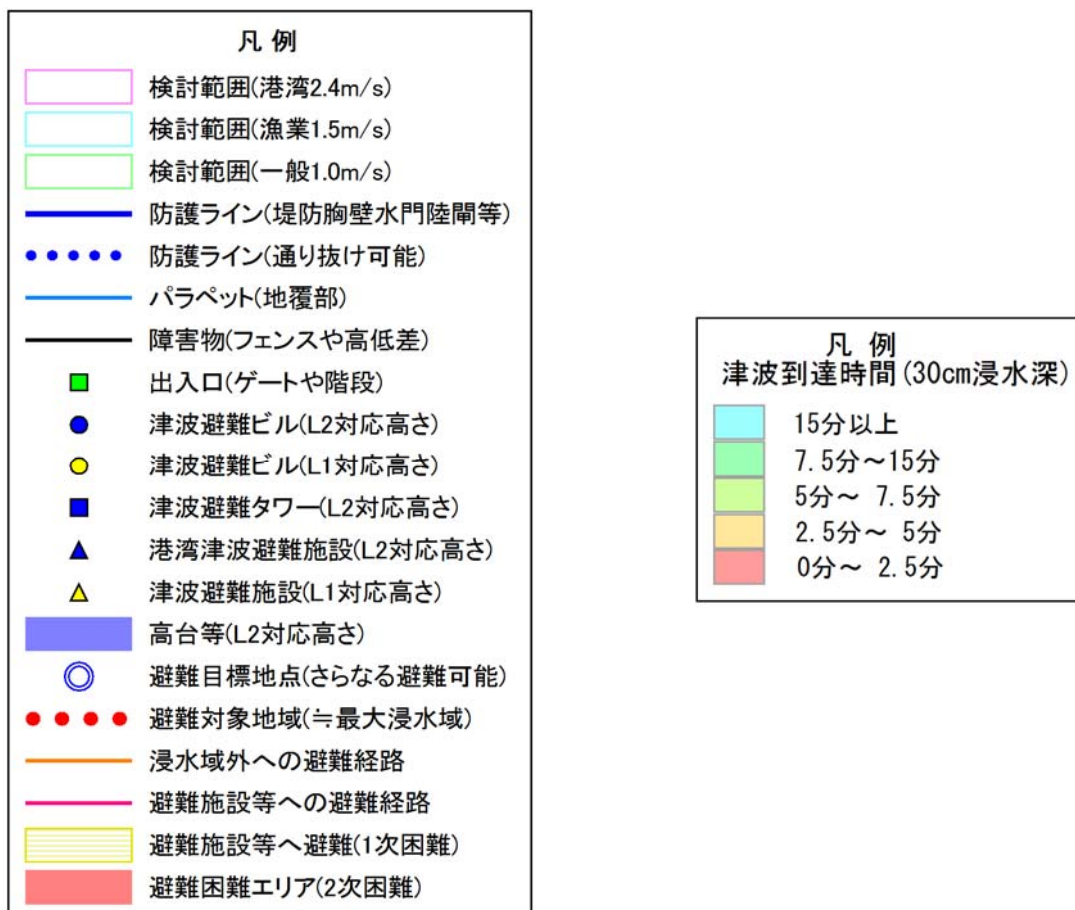 凡 例
検討範囲(港湾2.4m/s)
検討範囲(漁業1.5m/s)
検討範囲(一般1.0m/s)
防護ライン(堤防胸壁水門陸閘等)
防護ライン(通り抜け可能)
パラペット(地覆部)
障害物(フェンスや高低差)
出入口(ゲートや階段)
津波避難ビル(L2対応高さ)
津波避難ビル(L1対応高さ)
津波避難タワー(L2対応高さ)
港湾津波避難施設(L2対応高さ)
津波避難施設(L1対応高さ)
高台等(L2対応高さ)
避難目標地点(さらなる避難可能)
避難対象地域(≒最大浸水域)
浸水域外への避難経路
避難施設等への避難経路
避難施設等へ避難(1次困難)
避難困難エリア(2次困難)
凡 例
津波到達時間(30cm浸水深)
15分以上
7.5分～15分
5分～ 7.5分
2.5分～ 5分
0分～ 2.5分